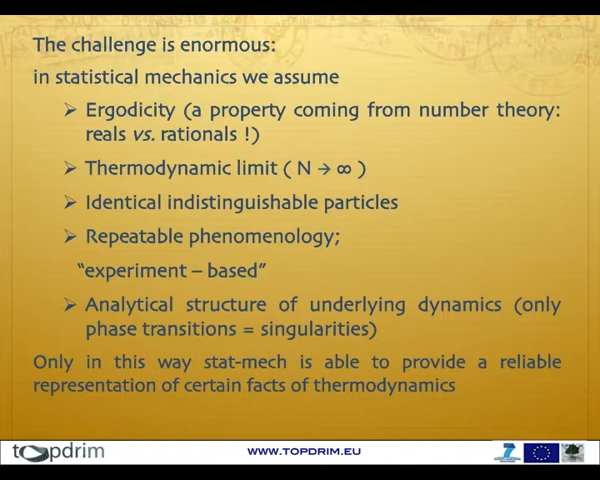 The challenge is enormous:
in statistical mechanics we assume
➢ Ergodicity (a property coming from number theory:
reals vs. rationals !)
➢ Thermodynamic limit ( N → ∞ )
➢ Identical indistinguishable particles
➢ Repeatable phenomenology;
“experiment – based”
➢ Analytical structure of underlying dynamics (only
phase transitions = singularities)
Only in this way stat-mech is able to provide a reliable
representation of certain facts of thermodynamics
topdrim
WWW.TOPDRIM.EU